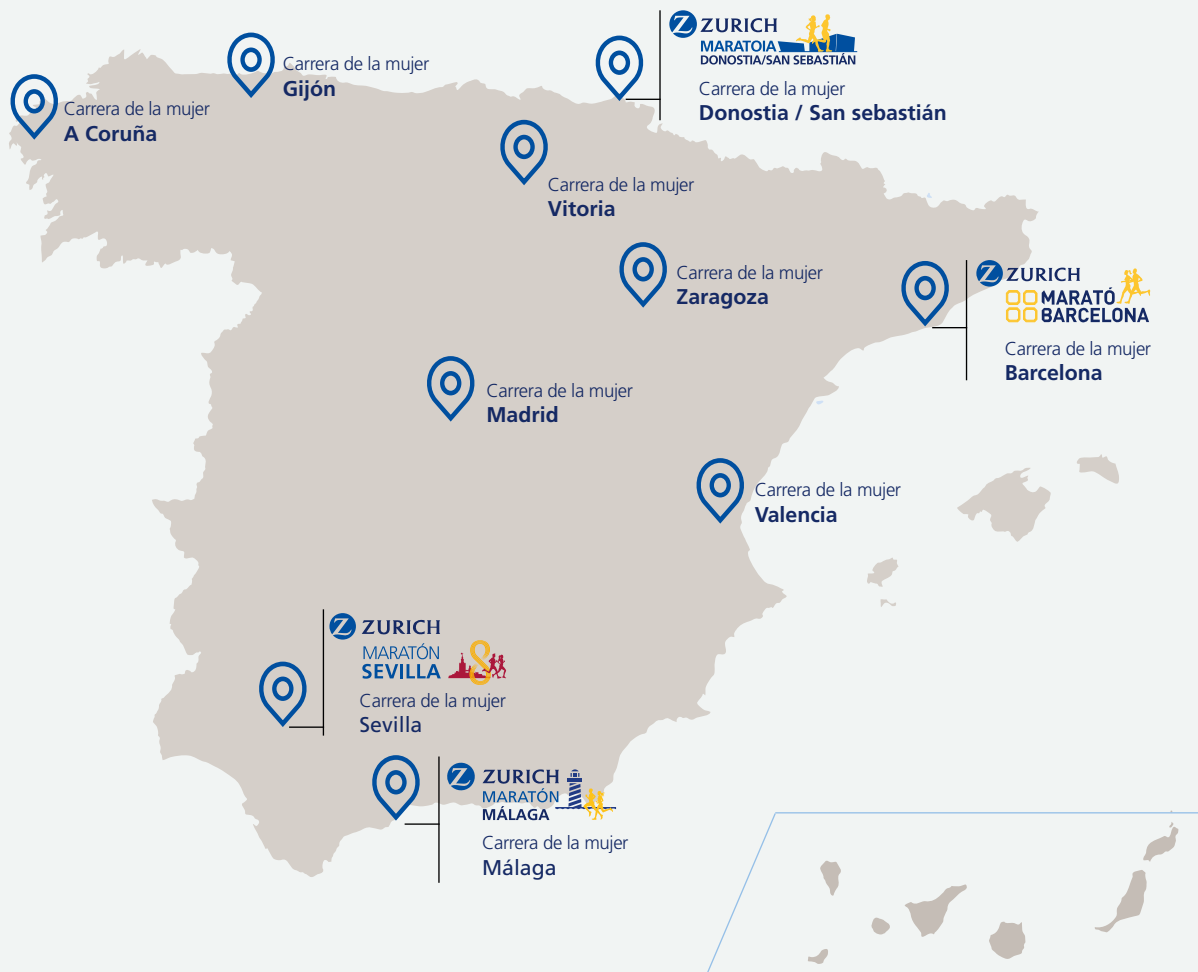 ZURICH
MARATOIA
DONOSTIA/SAN SEBASTIÁN
Carrera de la mujer
Donostia / San sebastián
Carrera de la mujer
Gijón
Carrera de la mujer
A Coruña
Carrera de la mujer
Vitoria
Carrera de la mujer
Zaragoza
ZURICH
MARATÓ
BARCELONA
Carrera de la mujer
Barcelona
Carrera de la mujer
Madrid
Carrera de la mujer
Valencia
ZURICH
MARATÓN
SEVILLA
Carrera de la mujer
Sevilla
ZURICH
MARATÓN
MÁLAGA
Carrera de la mujer
Málaga